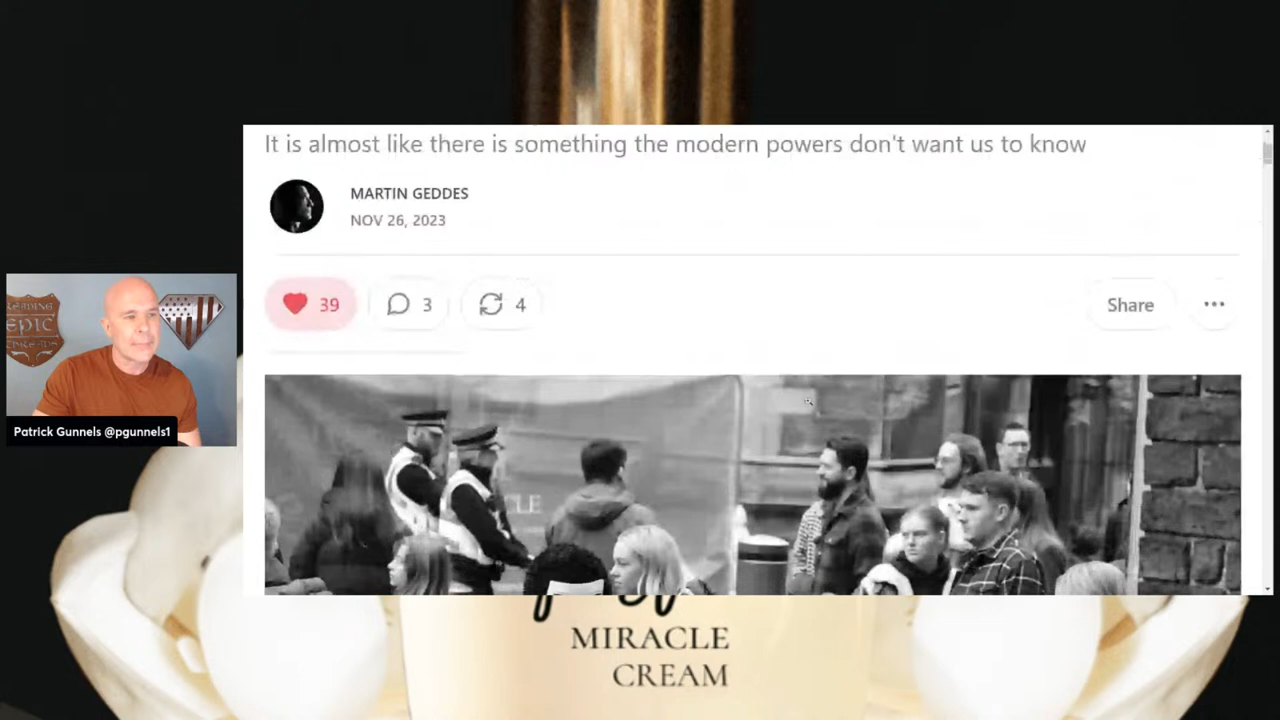 It is almost like there is something the modern powers don't want us to know
MARTIN GEDDES
NOV 26, 2023
39
3
4
Share
EPIC
Patrick Gunnels @pgunnels1
MIRACLE
CREAM